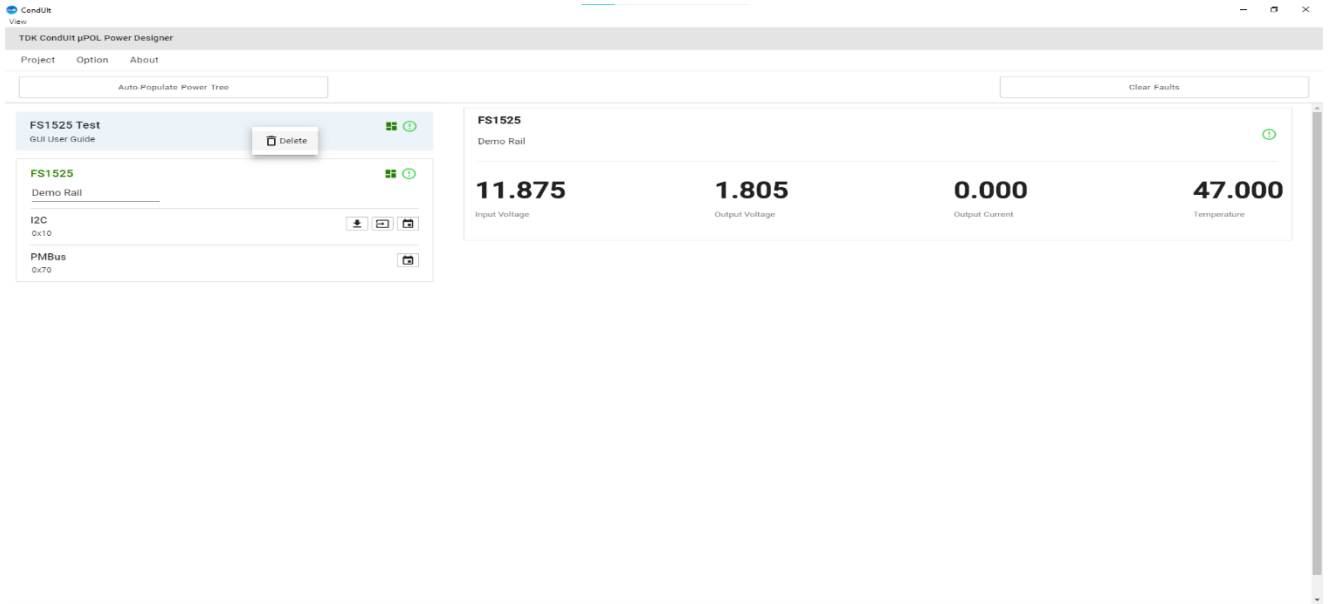 CondUIt
View
TDK CondUIt µPOL Power Designer
Project Option About
Auto-Populate Power Tree
Clear Faults
FS1525 Test
GUI User Guide
Delete
FS1525
Demo Rail
I2C
0x10
PMBus
0x70
FS1525
Demo Rail
11.875 1.805 0.000 47.000
Input Voltage Output Voltage Output Current Temperature